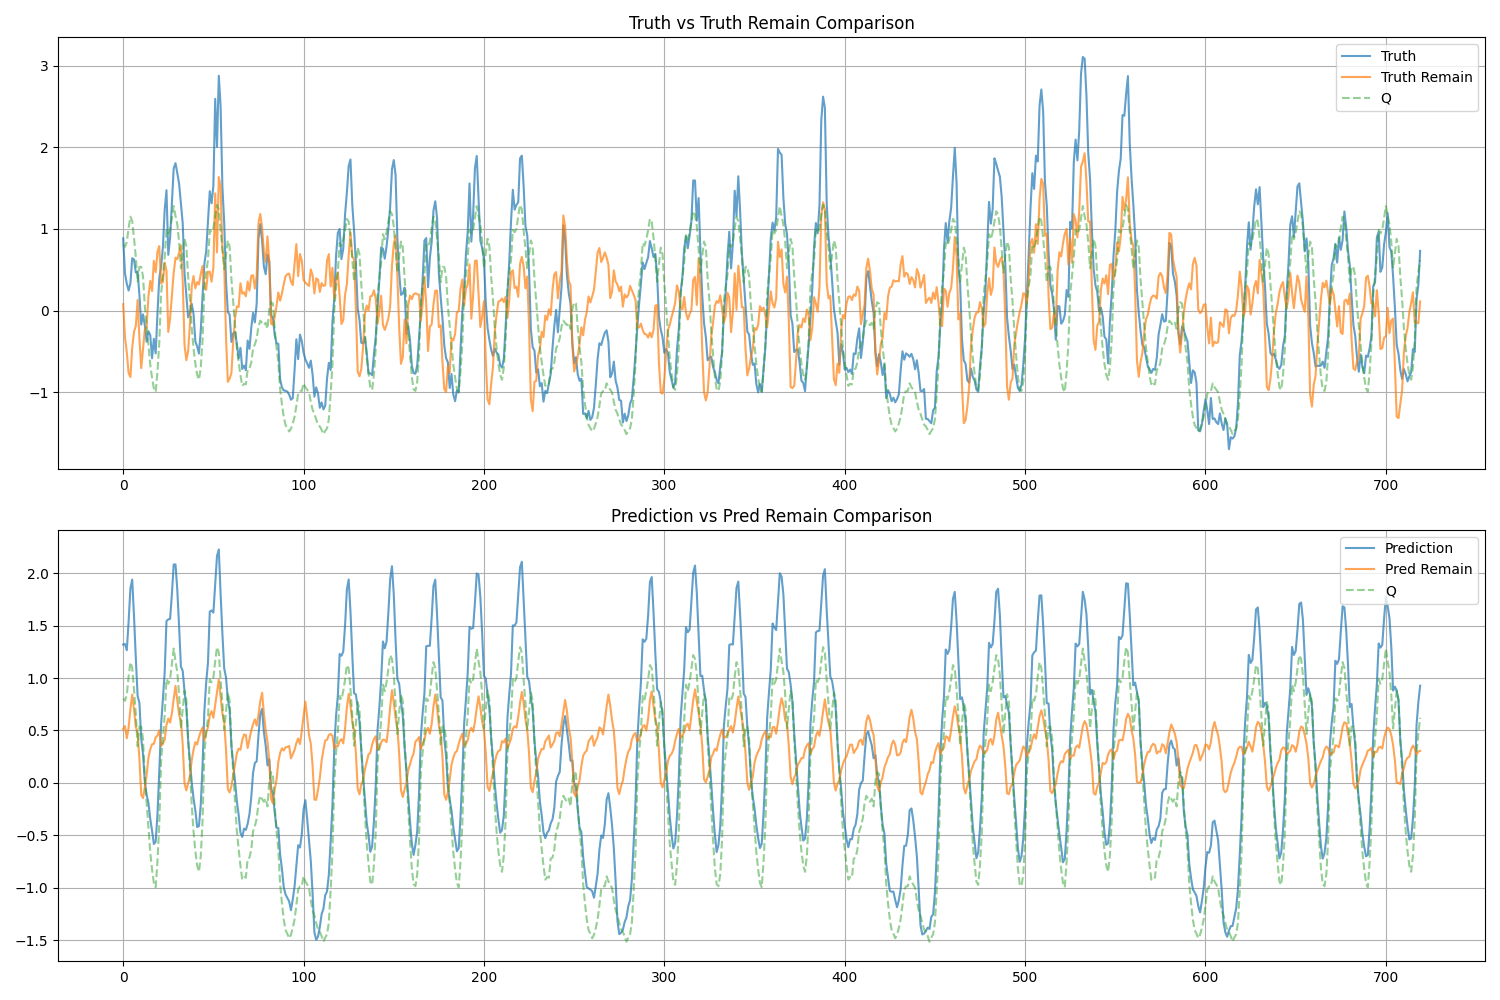 Truth vs Truth Remain Comparison
3
2
1
0
−1
Truth
Truth Remain
Q
0 100 200 300 400 500 600 700
Prediction vs Pred Remain Comparison
2.0
1.5
1.0
0.5
0.0
−0.5
−1.0
−1.5
Prediction
Pred Remain
Q
0 100 200 300 400 500 600 700